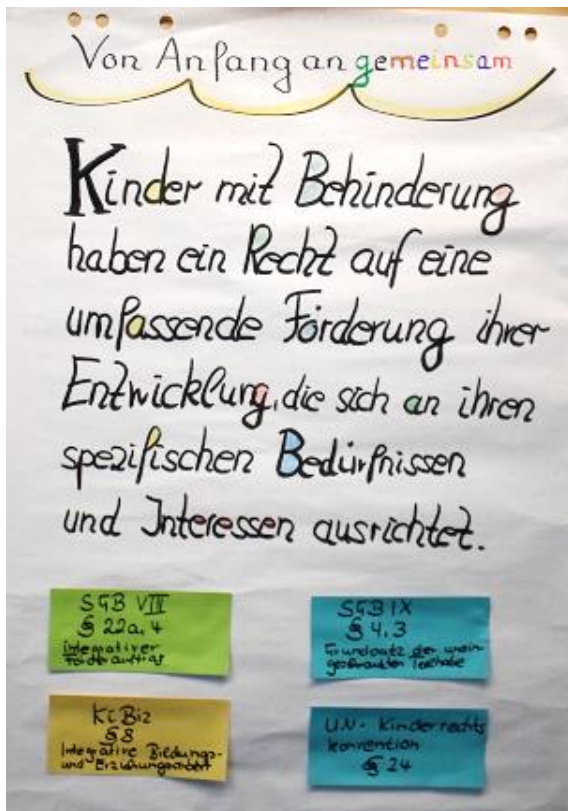 Von Anfang an gemeinsam
Kinder mit Behinderung
haben ein Recht auf eine
umfassende Förderung ihrer
Entwicklung, die sich an ihren
spezifischen Bedürfnissen
und Interessen ausrichtet.
SGB VIII
§ 22a, 4
integrativer
Förderauftrag
SGB IX
§ 4, 3
Grundsatz der unein-
geschränkten Teilhabe
KiBiz
§ 8
Integrative Bildungs-
und Erziehungsarbeit
U.N.- Kinderrechts
konvention
§ 24